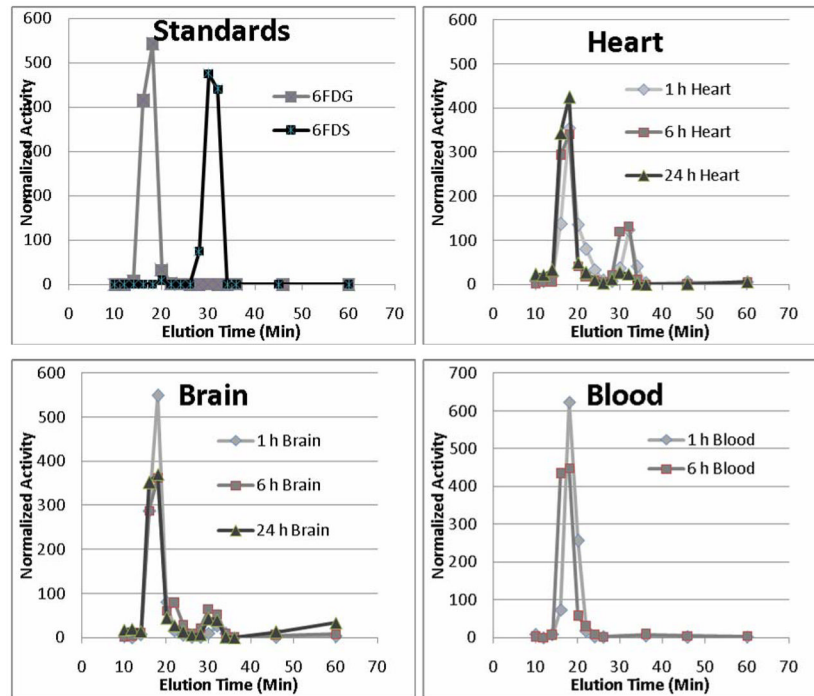 Standards
600
500
400
300
200
100
0
0 10 20 30 40 50 60 70
Normalized Activity
Elution Time (Min)
6FDG
6FDS
Heart
600
500
400
300
200
100
0
0 10 20 30 40 50 60 70
Normalized Activity
Elution Time (Min)
1 h Heart
6 h Heart
24 h Heart
Brain
600
500
400
300
200
100
0
0 10 20 30 40 50 60 70
Normalized Activity
Elution Time (Min)
1 h Brain
6 h Brain
24 h Brain
Blood
700
600
500
400
300
200
100
0
0 10 20 30 40 50 60 70
Normalized Activity
Elution Time (Min)
1 h Blood
6 h Blood